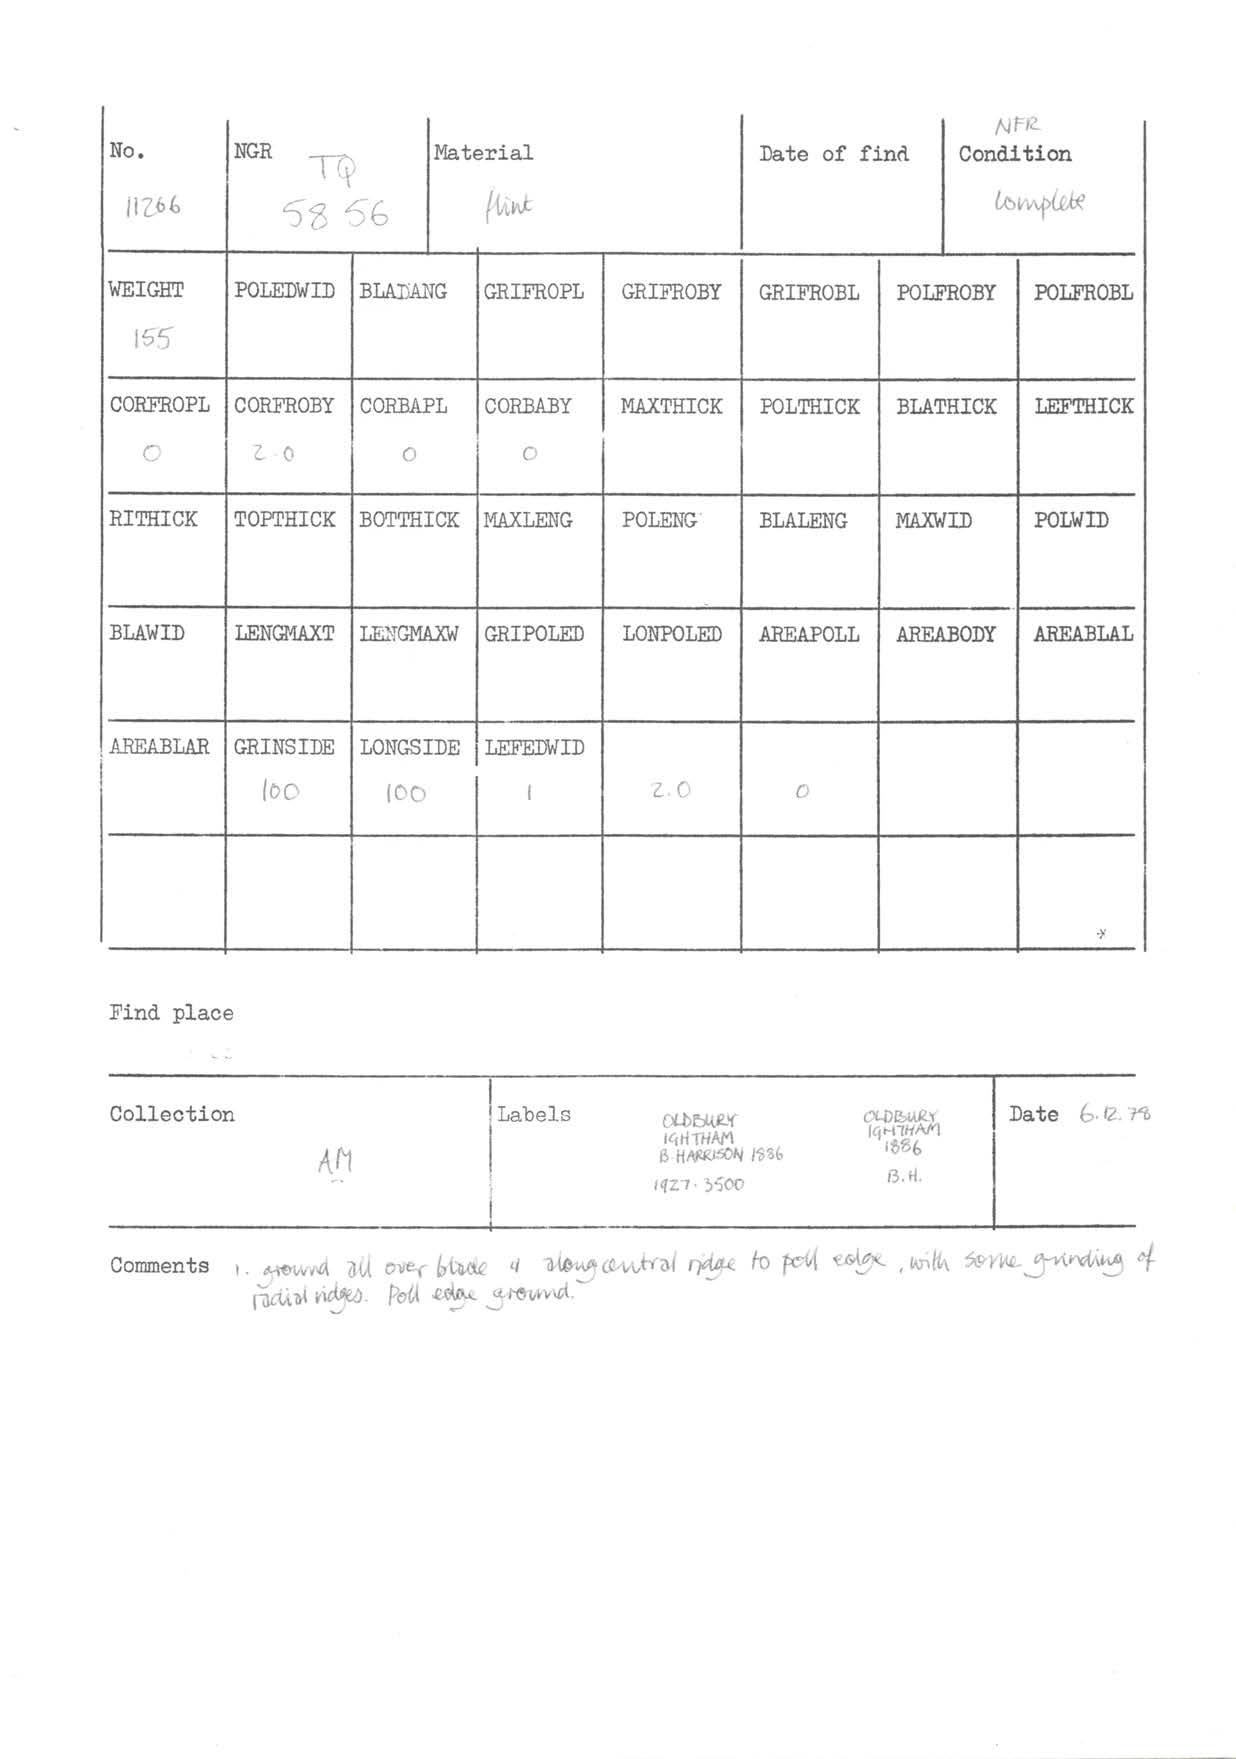 No. NGR Material Date of find NFR Condition
11266 TQ 58 56 flint complete
WEIGHT POLEDWID BLADANG GRIFROPL GRIFROBY GRIFROBL POLFROBY POLFROBL
155
CORFROPL CORFROBY CORBAPL CORBABY MAXTHICK POLTHICK BLATHICK LEFTHICK
0 2.0 0 0
RITHICK TOPTHICK BOTTHICK MAXLENG POLENG BLALENG MAXWID POLWID
BLAWID LENGMAXT LENGMAXW GRIPOLED LONPOLED AREAPOLL AREABODY AREABLAL
AREABLAR GRINSIDE LONGSIDE LEFEDWID
100 100 1 2.0 0
Find place
Collection
AM
Labels
OLDBURY
IGHTHAM
B. HARRISON 1886
1927.3500
OLDBURY
IGHTHAM
1886
B.H.
Date 6.12.78
Comments 1. ground all over blade & along central ridge to poll edge, with some grinding of
radial ridges. Poll edge ground.